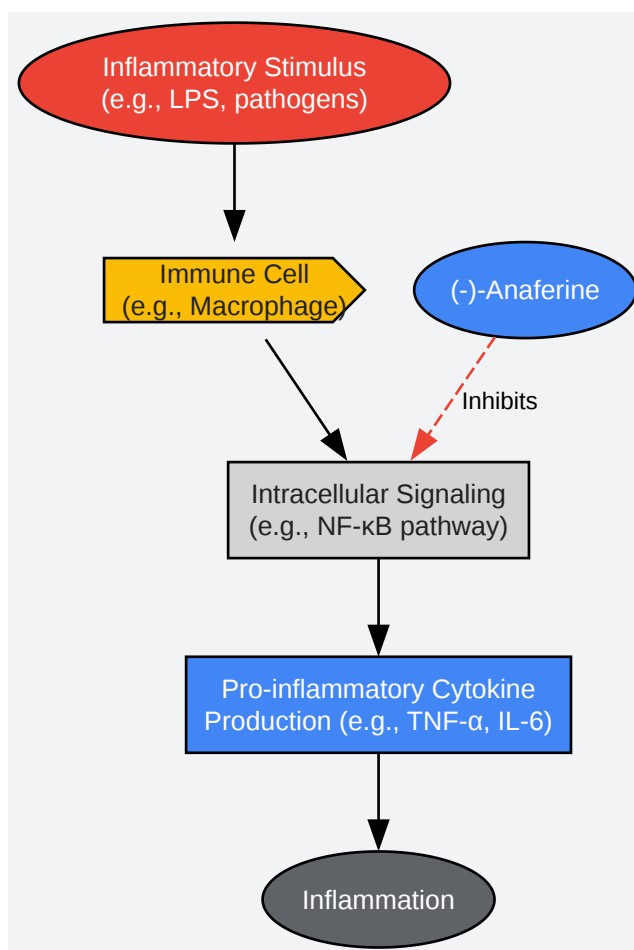 Inflammatory Stimulus
(e.g., LPS, pathogens)
Immune Cell
(e.g., Macrophage)
(-)-Anaferine
Inhibits
Intracellular Signaling
(e.g., NF-κB pathway)
Pro-inflammatory Cytokine
Production (e.g., TNF-α, IL-6)
Inflammation